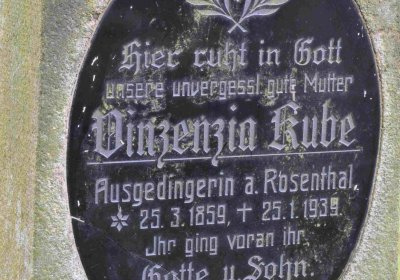 Hier ruht in Gott
unsere unvergessl. gute Mutter
Vinzenzia Kube
Ausgedingerin a. Rosenthal,
* 25. 3. 1859, + 25. 1. 1939.
Ihr ging voran ihr
Gatte u. Sohn